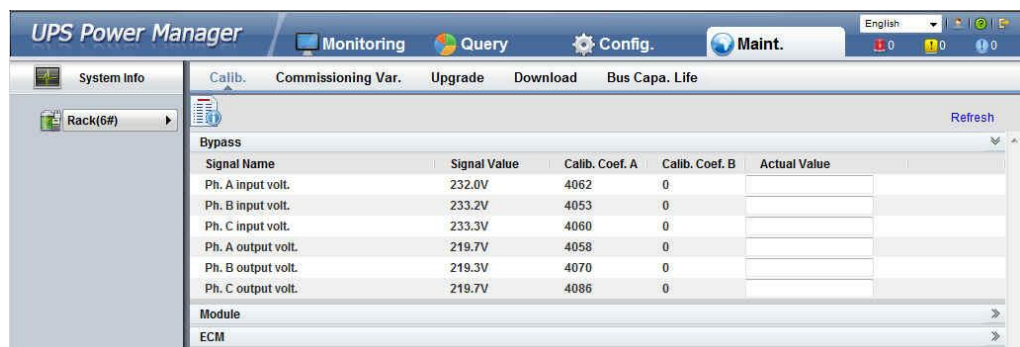 UPS Power Manager
Monitoring Query Config. Maint.
English
0 0 0
System Info
Calib. Commissioning Var. Upgrade Download Bus Capa. Life
Rack(6#)
Refresh
Bypass
Signal Name Signal Value Calib. Coef. A Calib. Coef. B Actual Value
Ph. A input volt. 232.0V 4062 0
Ph. B input volt. 233.2V 4053 0
Ph. C input volt. 233.3V 4060 0
Ph. A output volt. 219.7V 4058 0
Ph. B output volt. 219.3V 4070 0
Ph. C output volt. 219.7V 4086 0
Module
ECM